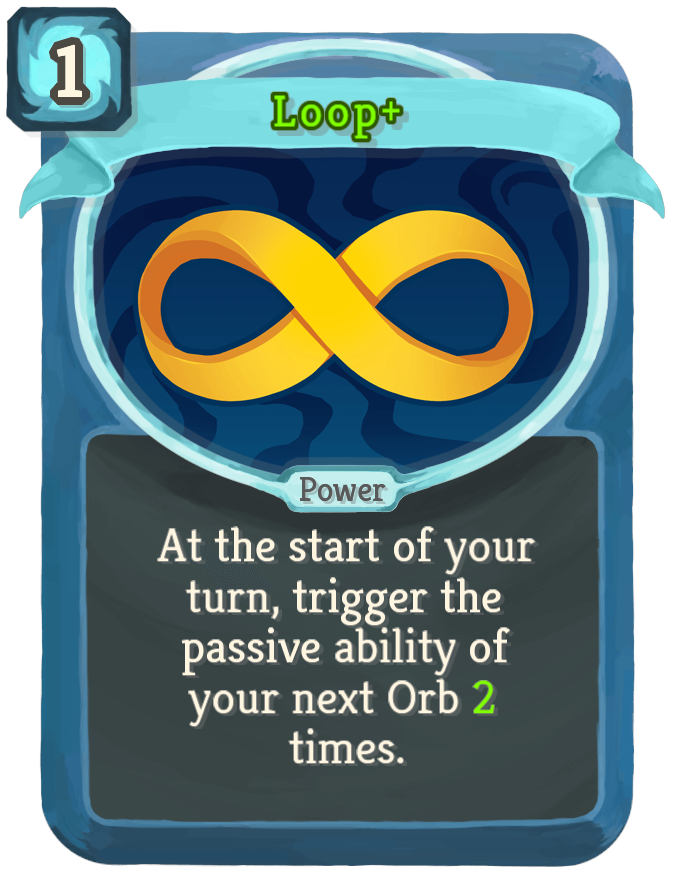 1
Loop+
Power
At the start of your
turn, trigger the
passive ability of
your next Orb 2
times.